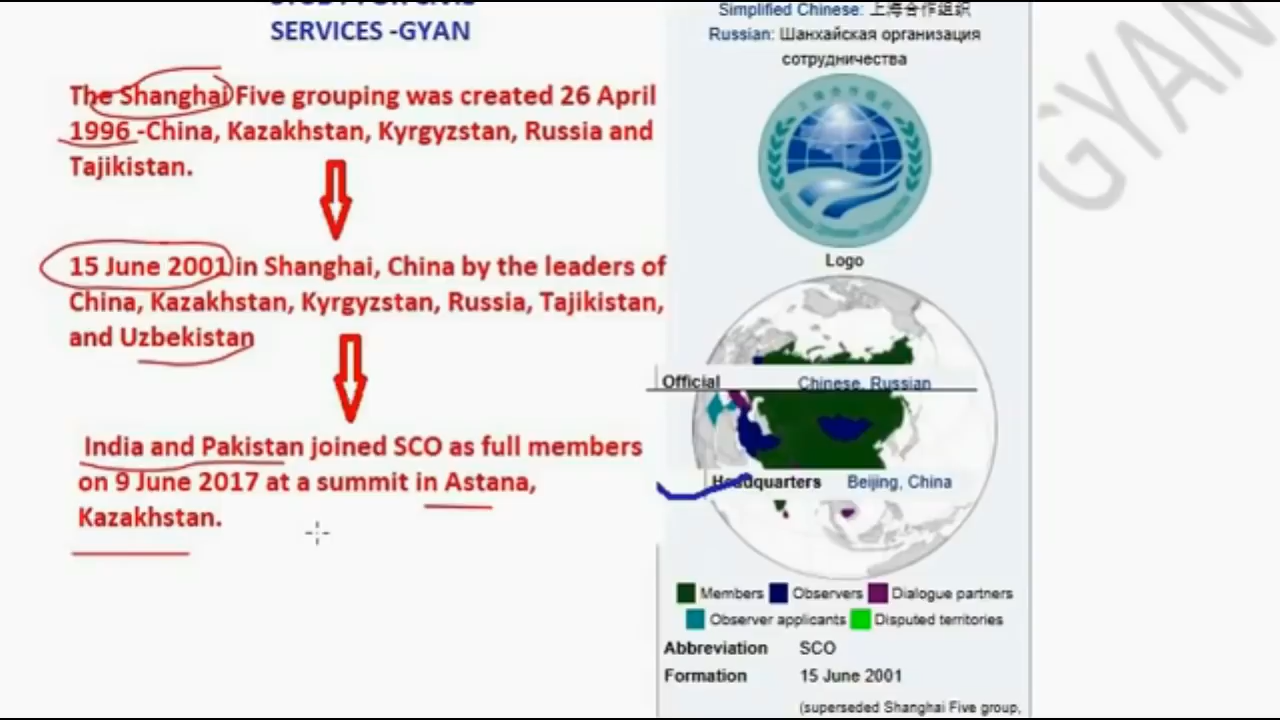 STUDY FOR CIVIL
SERVICES -GYAN
The Shanghai Five grouping was created 26 April
1996 -China, Kazakhstan, Kyrgyzstan, Russia and
Tajikistan.
15 June 2001 in Shanghai, China by the leaders of
China, Kazakhstan, Kyrgyzstan, Russia, Tajikistan,
and Uzbekistan
India and Pakistan joined SCO as full members
on 9 June 2017 at a summit in Astana,
Kazakhstan.
Simplified Chinese: 上海合作组织
Russian: Шанхайская организация
сотрудничества
Logo
Official Chinese, Russian
Headquarters Beijing, China
Members Observers Dialogue partners
Observer applicants Disputed territories
Abbreviation SCO
Formation 15 June 2001
(superseded Shanghai Five group,
GYAN